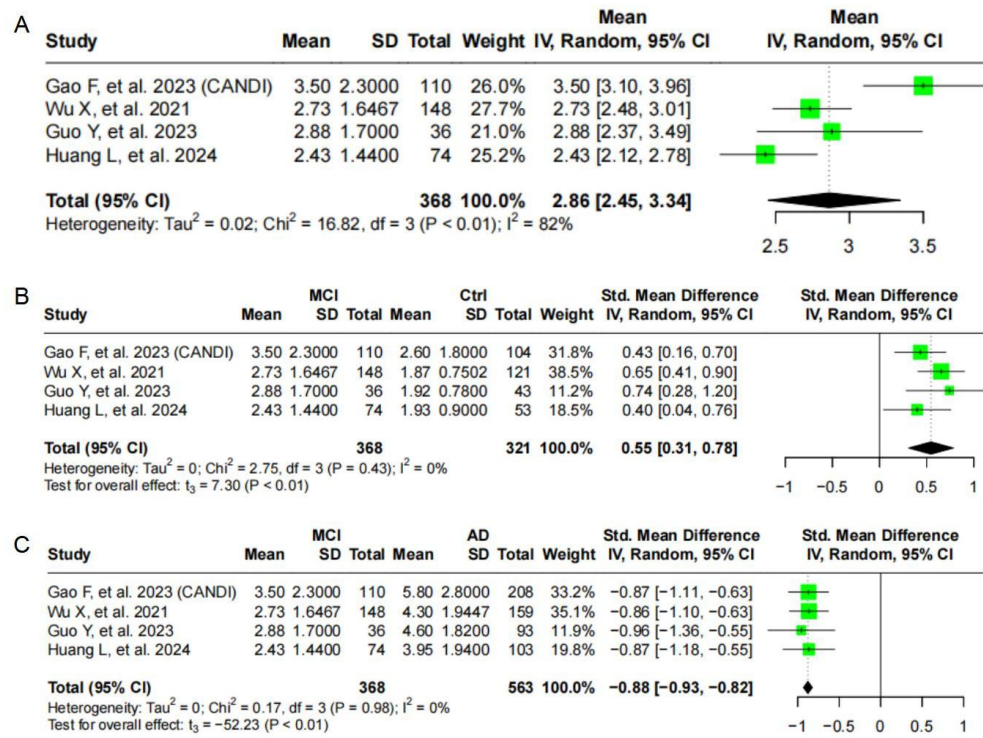 A
Mean Mean
Study Mean SD Total Weight IV, Random, 95% CI IV, Random, 95% CI
Gao F, et al. 2023 (CANDI) 3.50 2.3000 110 26.0% 3.50 [3.10, 3.96]
Wu X, et al. 2021 2.73 1.6467 148 27.7% 2.73 [2.48, 3.01]
Guo Y, et al. 2023 2.88 1.7000 36 21.0% 2.88 [2.37, 3.49]
Huang L, et al. 2024 2.43 1.4400 74 25.2% 2.43 [2.12, 2.78]
Total (95% CI) 368 100.0% 2.86 [2.45, 3.34]
Heterogeneity: Tau² = 0.02; Chi² = 16.82, df = 3 (P < 0.01); I² = 82%
2.5 3 3.5
B
MCI Ctrl Std. Mean Difference Std. Mean Difference
Study Mean SD Total Mean SD Total Weight IV, Random, 95% CI IV, Random, 95% CI
Gao F, et al. 2023 (CANDI) 3.50 2.3000 110 2.60 1.8000 104 31.8% 0.43 [0.16, 0.70]
Wu X, et al. 2021 2.73 1.6467 148 1.87 0.7502 121 38.5% 0.65 [0.41, 0.90]
Guo Y, et al. 2023 2.88 1.7000 36 1.92 0.7800 43 11.2% 0.74 [0.28, 1.20]
Huang L, et al. 2024 2.43 1.4400 74 1.93 0.9000 53 18.5% 0.40 [0.04, 0.76]
Total (95% CI) 368 321 100.0% 0.55 [0.31, 0.78]
Heterogeneity: Tau² = 0; Chi² = 2.75, df = 3 (P = 0.43); I² = 0%
Test for overall effect: t₃ = 7.30 (P < 0.01)
−1 −0.5 0 0.5 1
C
MCI AD Std. Mean Difference Std. Mean Difference
Study Mean SD Total Mean SD Total Weight IV, Random, 95% CI IV, Random, 95% CI
Gao F, et al. 2023 (CANDI) 3.50 2.3000 110 5.80 2.8000 208 33.2% −0.87 [−1.11, −0.63]
Wu X, et al. 2021 2.73 1.6467 148 4.30 1.9447 159 35.1% −0.86 [−1.10, −0.63]
Guo Y, et al. 2023 2.88 1.7000 36 4.60 1.8200 93 11.9% −0.96 [−1.36, −0.55]
Huang L, et al. 2024 2.43 1.4400 74 3.95 1.9400 103 19.8% −0.87 [−1.18, −0.55]
Total (95% CI) 368 563 100.0% −0.88 [−0.93, −0.82]
Heterogeneity: Tau² = 0; Chi² = 0.17, df = 3 (P = 0.98); I² = 0%
Test for overall effect: t₃ = −52.23 (P < 0.01)
−1 −0.5 0 0.5 1